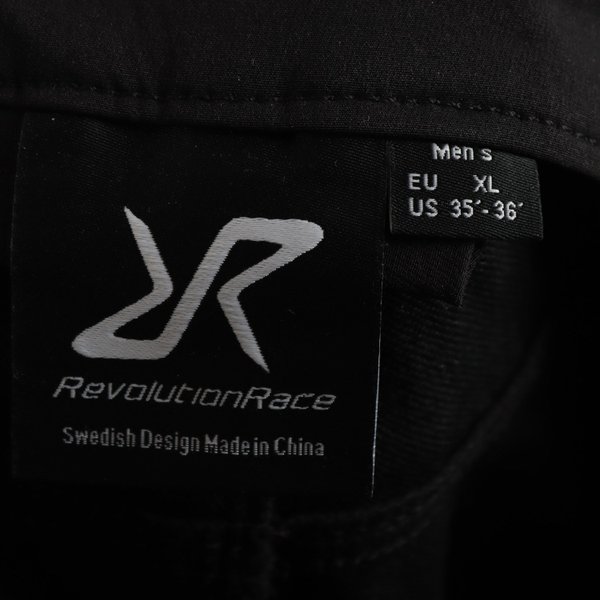 Men's
EU XL
US 35´-36´
RevolutionRace
Swedish Design Made in China